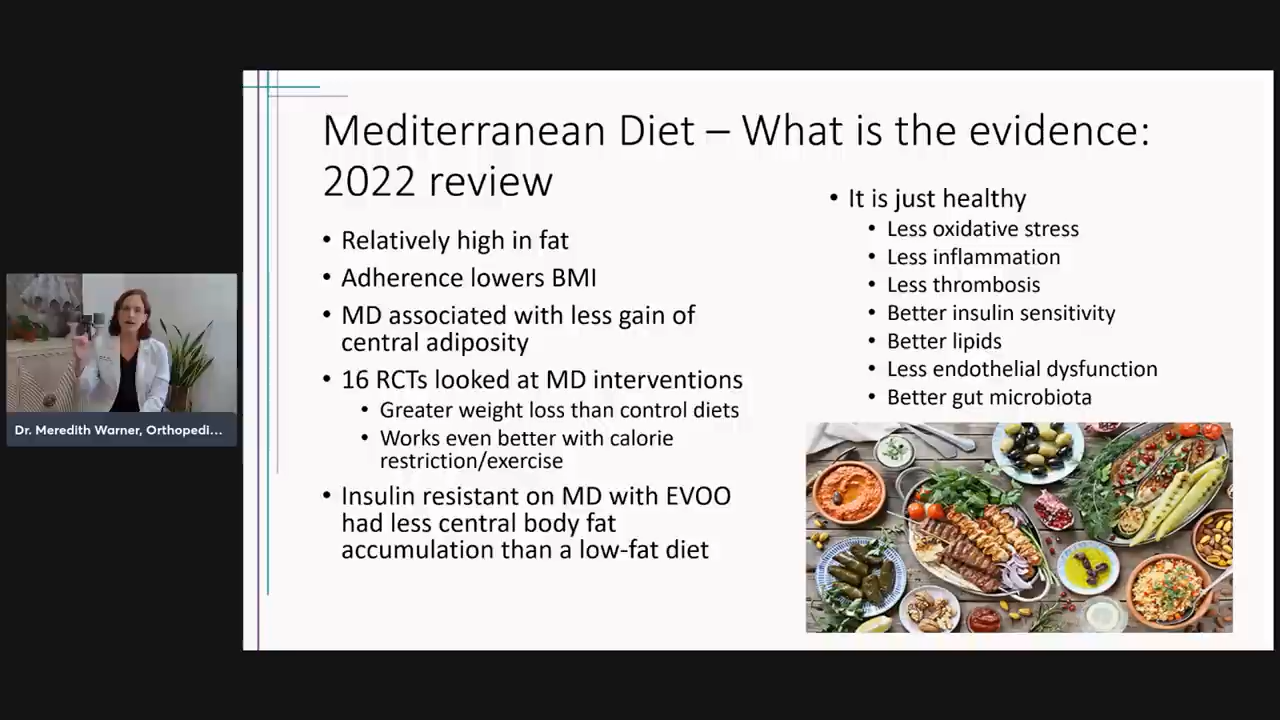 Mediterranean Diet – What is the evidence:
2022 review
• Relatively high in fat
• Adherence lowers BMI
• MD associated with less gain of
central adiposity
• 16 RCTs looked at MD interventions
• Greater weight loss than control diets
• Works even better with calorie
restriction/exercise
• Insulin resistant on MD with EVOO
had less central body fat
accumulation than a low-fat diet
• It is just healthy
• Less oxidative stress
• Less inflammation
• Less thrombosis
• Better insulin sensitivity
• Better lipids
• Less endothelial dysfunction
• Better gut microbiota
Dr. Meredith Warner, Orthopedi...